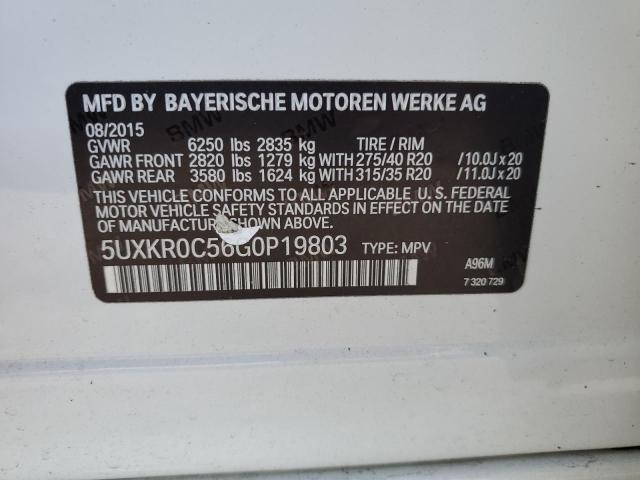 MFD BY BAYERISCHE MOTOREN WERKE AG
08/2015
GVWR 6250 lbs 2835 kg TIRE / RIM
GAWR FRONT 2820 lbs 1279 kg WITH 275/40 R20 /10.0J x 20
GAWR REAR 3580 lbs 1624 kg WITH 315/35 R20 /11.0J x 20
THIS VEHICLE CONFORMS TO ALL APPLICABLE U. S. FEDERAL
MOTOR VEHICLE SAFETY STANDARDS IN EFFECT ON THE DATE
OF MANUFACTURE SHOWN ABOVE.
5UXKR0C56G0P19803 TYPE: MPV
A96M
7 320 729